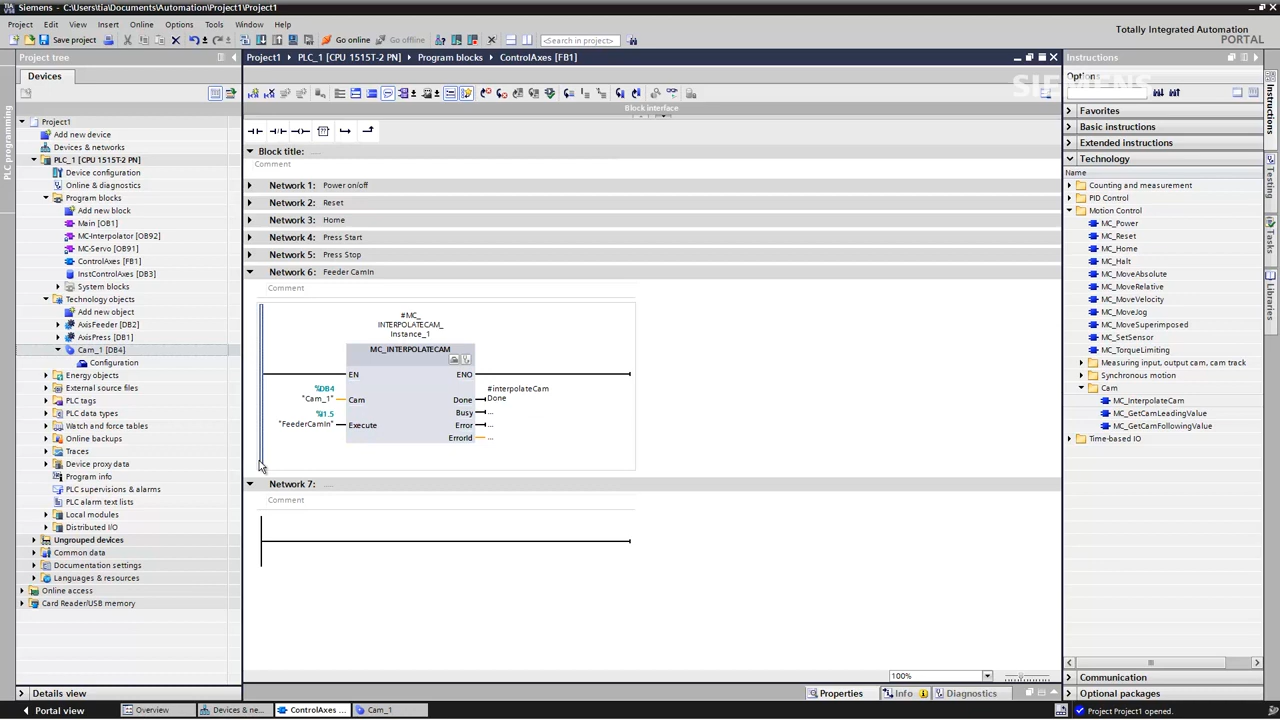 Siemens - C:\Users\tia\Documents\Automation\Project1\Project1
Project Edit View Insert Online Options Tools Window Help
Totally Integrated Automation
PORTAL
Save project
Go online
Go offline
<Search in project>
Project tree
Project1 PLC_1 [CPU 1515T-2 PN] Program blocks ControlAxes [FB1]
Instructions
Devices
Options
SIEMENS
Block interface
PLC programming
Project1
Add new device
Devices & networks
PLC_1 [CPU 1515T-2 PN]
Device configuration
Online & diagnostics
Program blocks
Add new block
Main [OB1]
MC-Interpolator [OB92]
MC-Servo [OB91]
ControlAxes [FB1]
InstControlAxes [DB3]
System blocks
Technology objects
Add new object
AxisFeeder [DB2]
AxisPress [DB1]
Cam_1 [DB4]
Configuration
Energy objects
External source files
PLC tags
PLC data types
Watch and force tables
Online backups
Traces
Device proxy data
Program info
PLC supervisions & alarms
PLC alarm text lists
Local modules
Distributed I/O
Ungrouped devices
Common data
Documentation settings
Languages & resources
Online access
Card Reader/USB memory
Details view
Block title: .....
Comment
Network 1: Power on/off
Network 2: Reset
Network 3: Home
Network 4: Press Start
Network 5: Press Stop
Network 6: Feeder CamIn
Comment
#MC_
INTERPOLATECAM_
Instance_1
MC_INTERPOLATECAM
EN ENO
%DB4
"Cam_1" Cam
%I1.5
"FeederCamIn" Execute
#interpolateCam
Done Done
Busy ...
Error ...
ErrorId ...
Network 7: .....
Comment
100%
Properties Info Diagnostics
Favorites
Basic instructions
Extended instructions
Technology
Name
Counting and measurement
PID Control
Motion Control
MC_Power
MC_Reset
MC_Home
MC_Halt
MC_MoveAbsolute
MC_MoveRelative
MC_MoveVelocity
MC_MoveJog
MC_MoveSuperimposed
MC_SetSensor
MC_TorqueLimiting
Measuring input, output cam, cam track
Synchronous motion
Cam
MC_InterpolateCam
MC_GetCamLeadingValue
MC_GetCamFollowingValue
Time-based IO
Communication
Optional packages
Instructions
Testing
Tasks
Libraries
Portal view
Overview
Devices & ne...
ControlAxes ...
Cam_1
Project Project1 opened.